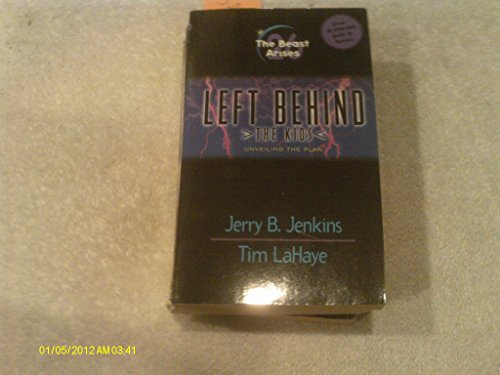 The Beast
Arises
LEFT BEHIND
>THE KIDS<
UNVEILING THE PLAN
Jerry B. Jenkins
Tim LaHaye
01/05/2012 AM 03:41